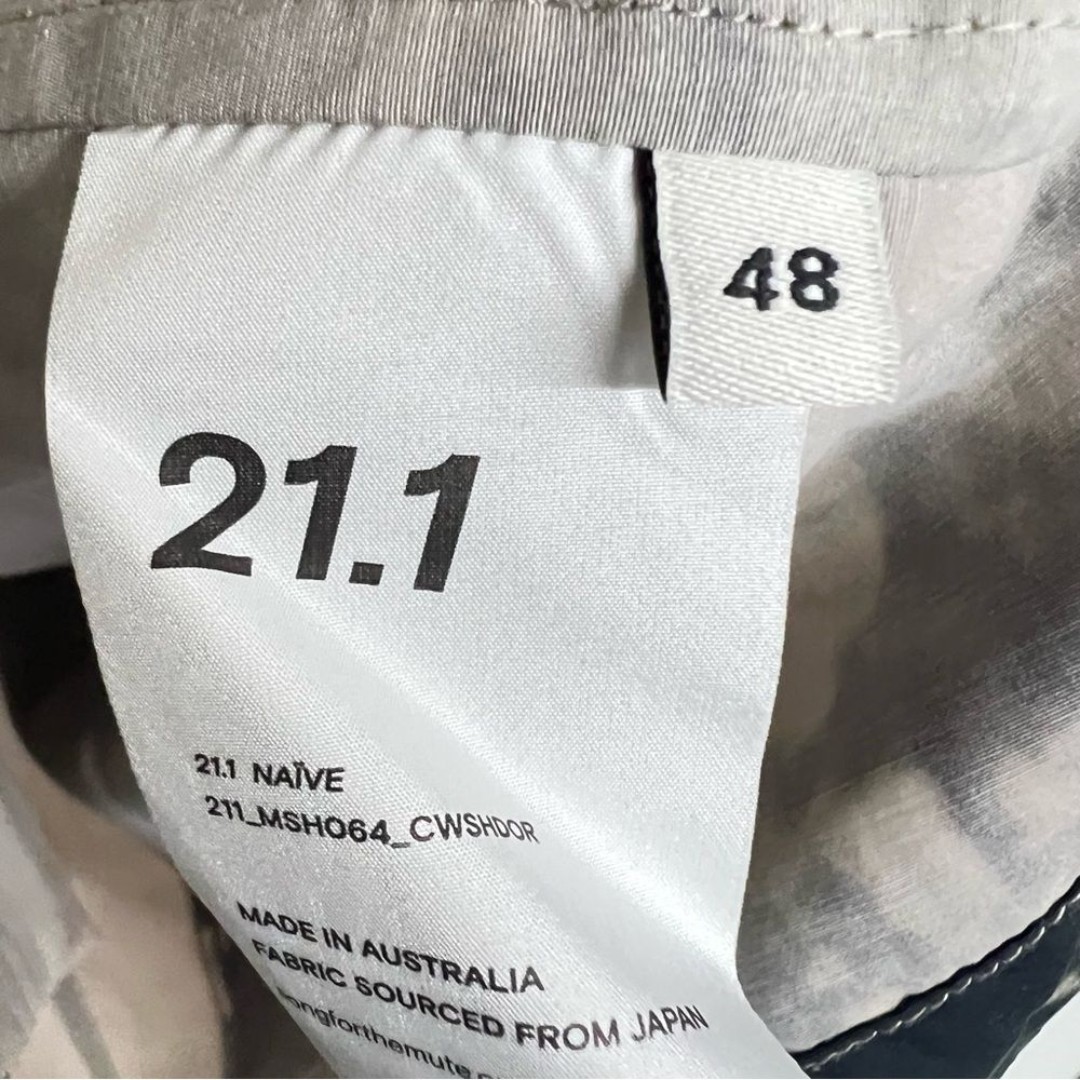 48
21.1
21.1 NAÏVE
211_MSH064_CWSHDOR
MADE IN AUSTRALIA
FABRIC SOURCED FROM JAPAN